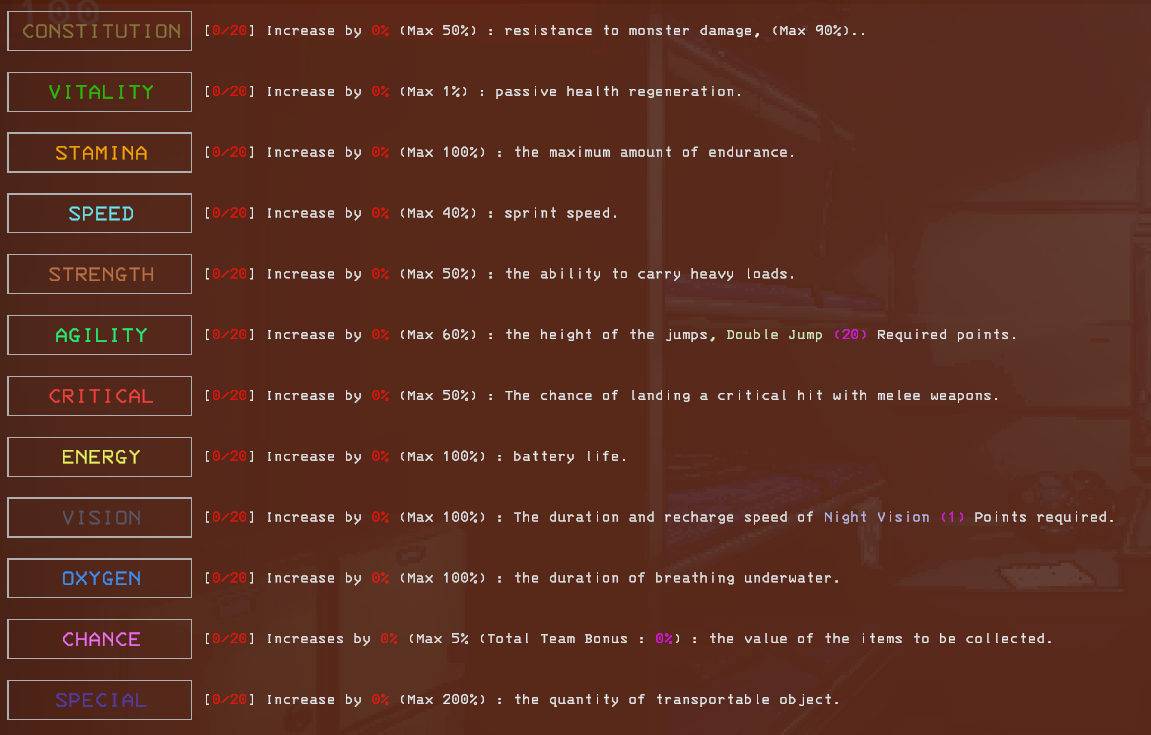 100
CONSTITUTION [0/20] Increase by 0% (Max 50%) : resistance to monster damage, (Max 90%)..
VITALITY [0/20] Increase by 0% (Max 1%) : passive health regeneration.
STAMINA [0/20] Increase by 0% (Max 100%) : the maximum amount of endurance.
SPEED [0/20] Increase by 0% (Max 40%) : sprint speed.
STRENGTH [0/20] Increase by 0% (Max 50%) : the ability to carry heavy loads.
AGILITY [0/20] Increase by 0% (Max 60%) : the height of the jumps, Double Jump (20) Required points.
CRITICAL [0/20] Increase by 0% (Max 50%) : The chance of landing a critical hit with melee weapons.
ENERGY [0/20] Increase by 0% (Max 100%) : battery life.
VISION [0/20] Increase by 0% (Max 100%) : The duration and recharge speed of Night Vision (1) Points required.
OXYGEN [0/20] Increase by 0% (Max 100%) : the duration of breathing underwater.
CHANCE [0/20] Increases by 0% (Max 5% (Total Team Bonus : 0%) : the value of the items to be collected.
SPECIAL [0/20] Increase by 0% (Max 200%) : the quantity of transportable object.